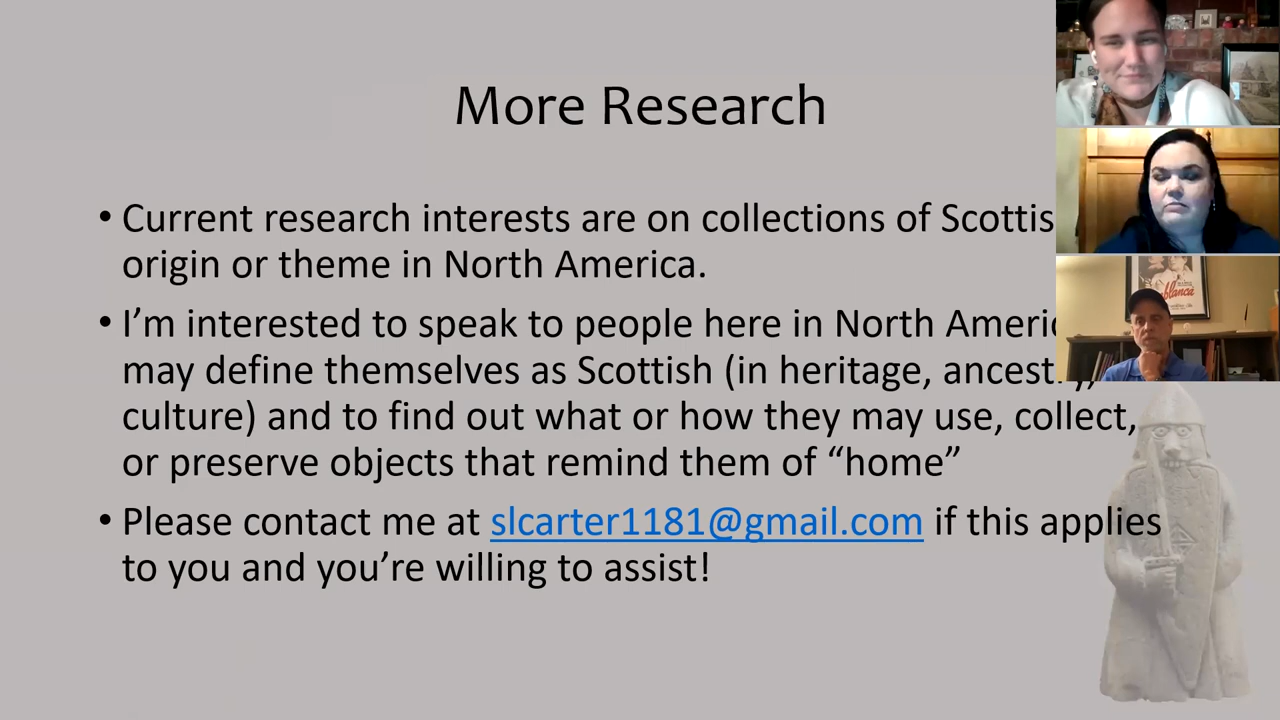 More Research
• Current research interests are on collections of Scottis
origin or theme in North America.
• I’m interested to speak to people here in North Americ
may define themselves as Scottish (in heritage, ancestry,
culture) and to find out what or how they may use, collect,
or preserve objects that remind them of “home”
• Please contact me at slcarter1181@gmail.com if this applies
to you and you’re willing to assist!
blanca